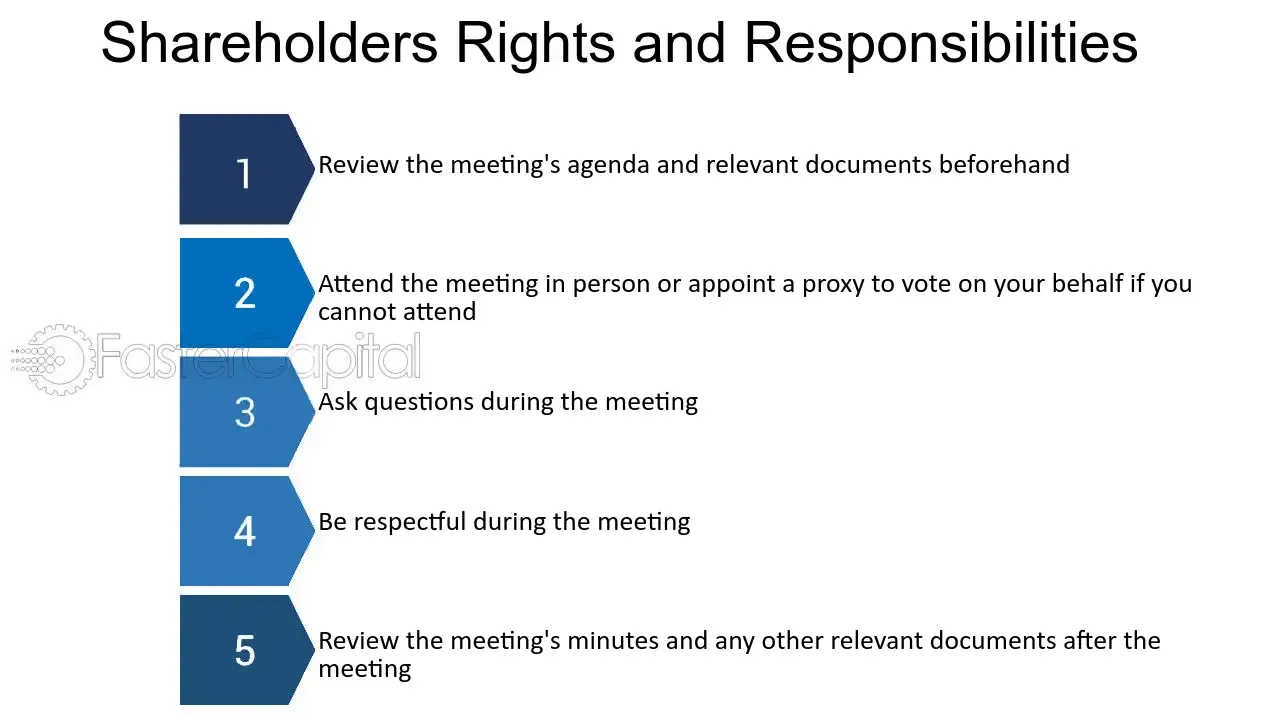 Shareholders Rights and Responsibilities
1
Review the meeting's agenda and relevant documents beforehand
2
Attend the meeting in person or appoint a proxy to vote on your behalf if you
cannot attend
FasterCapital
3
Ask questions during the meeting
4
Be respectful during the meeting
5
Review the meeting's minutes and any other relevant documents after the
meeting